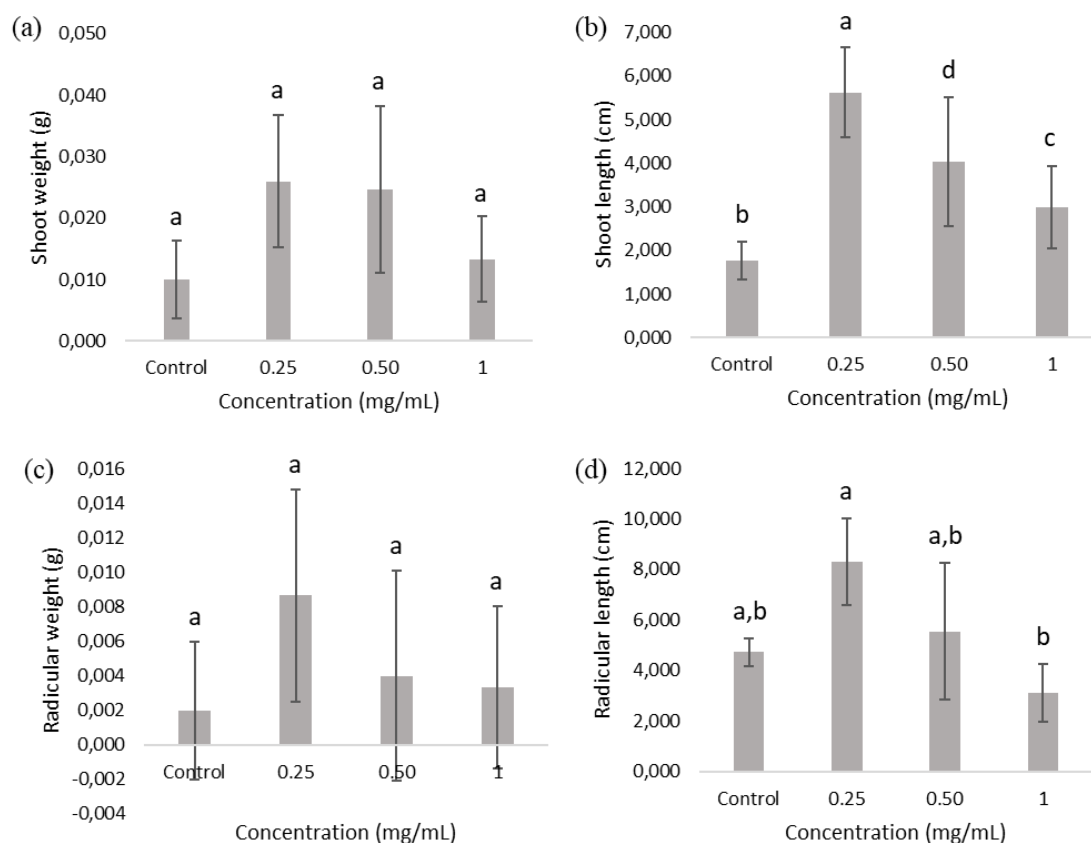 (a)
Shoot weight (g)
0,050
0,040
0,030
0,020
0,010
0,000
a
a
a
a
Control 0.25 0.50 1
Concentration (mg/mL)
(b)
Shoot length (cm)
7,000
6,000
5,000
4,000
3,000
2,000
1,000
0,000
b
a
d
c
Control 0.25 0.50 1
Concentration (mg/mL)
(c)
Radicular weight (g)
0,016
0,014
0,012
0,010
0,008
0,006
0,004
0,002
0,000
-0,002
-0,004
a
a
a
a
Control 0.25 0.50 1
Concentration (mg/mL)
(d)
Radicular length (cm)
12,000
10,000
8,000
6,000
4,000
2,000
0,000
a,b
a
a,b
b
Control 0.25 0.50 1
Concentration (mg/mL)